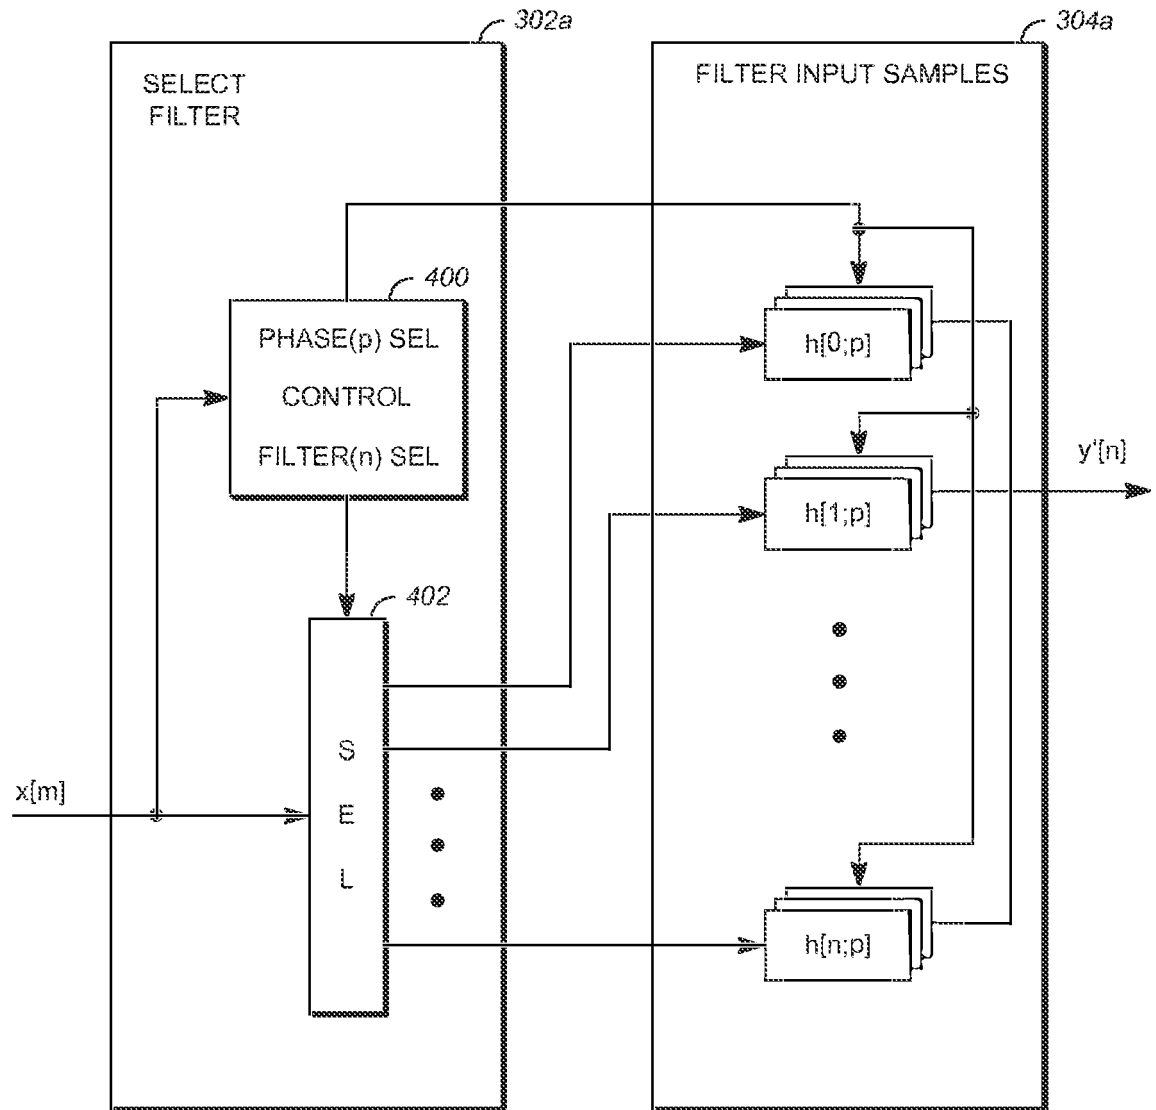 302a
304a
SELECT
FILTER
FILTER INPUT SAMPLES
400
PHASE(p) SEL
CONTROL
FILTER(n) SEL
h[0;p]
h[1;p]
y'[n]
402
x[m]
S
E
L
h[n;p]